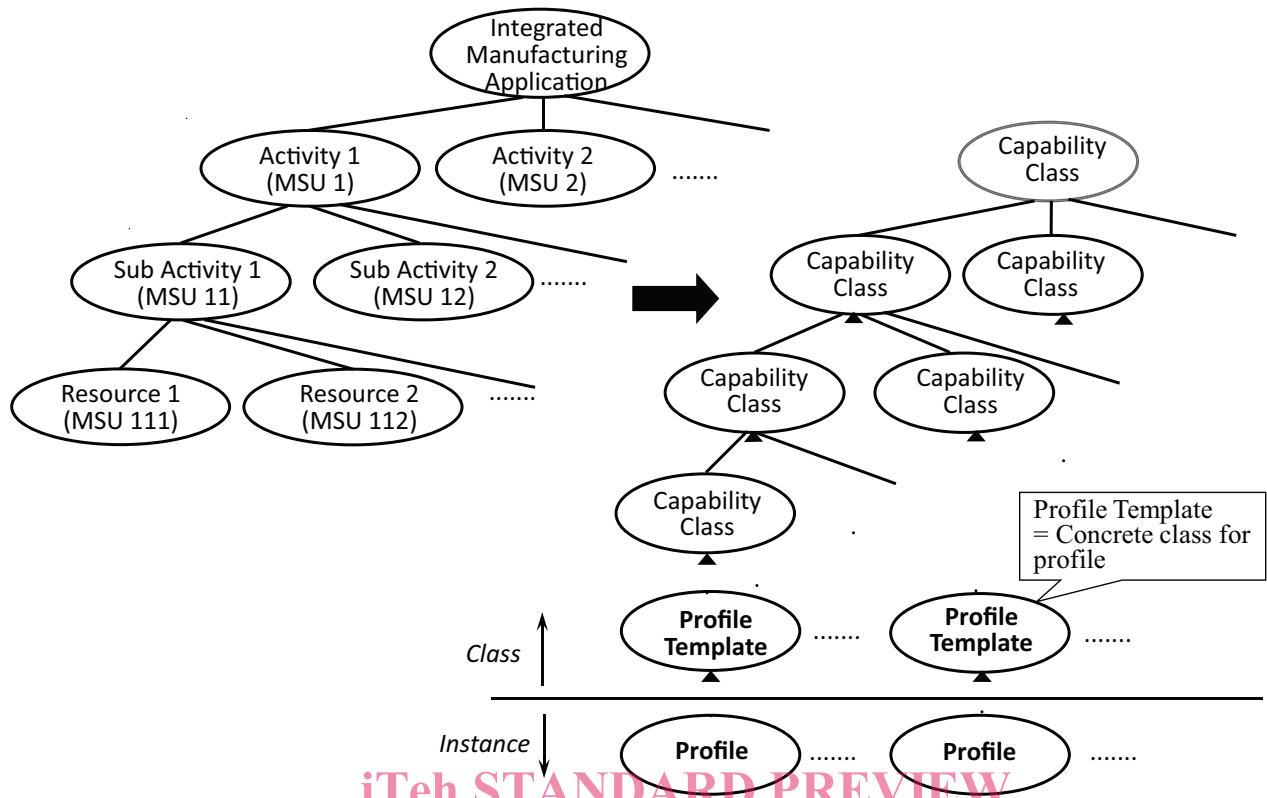 Integrated
Manufacturing
Application
Activity 1
(MSU 1)
Activity 2
(MSU 2)
.......
Sub Activity 1
(MSU 11)
Sub Activity 2
(MSU 12)
.......
Resource 1
(MSU 111)
Resource 2
(MSU 112)
.......
Capability
Class
Capability
Class
Capability
Class
Capability
Class
Capability
Class
Capability
Class
Profile Template
= Concrete class for
profile
Profile
Template
.......
Profile
Template
.......
Class
Instance
Profile
.......
Profile
.......
iTeh STANDARD PREVIEW